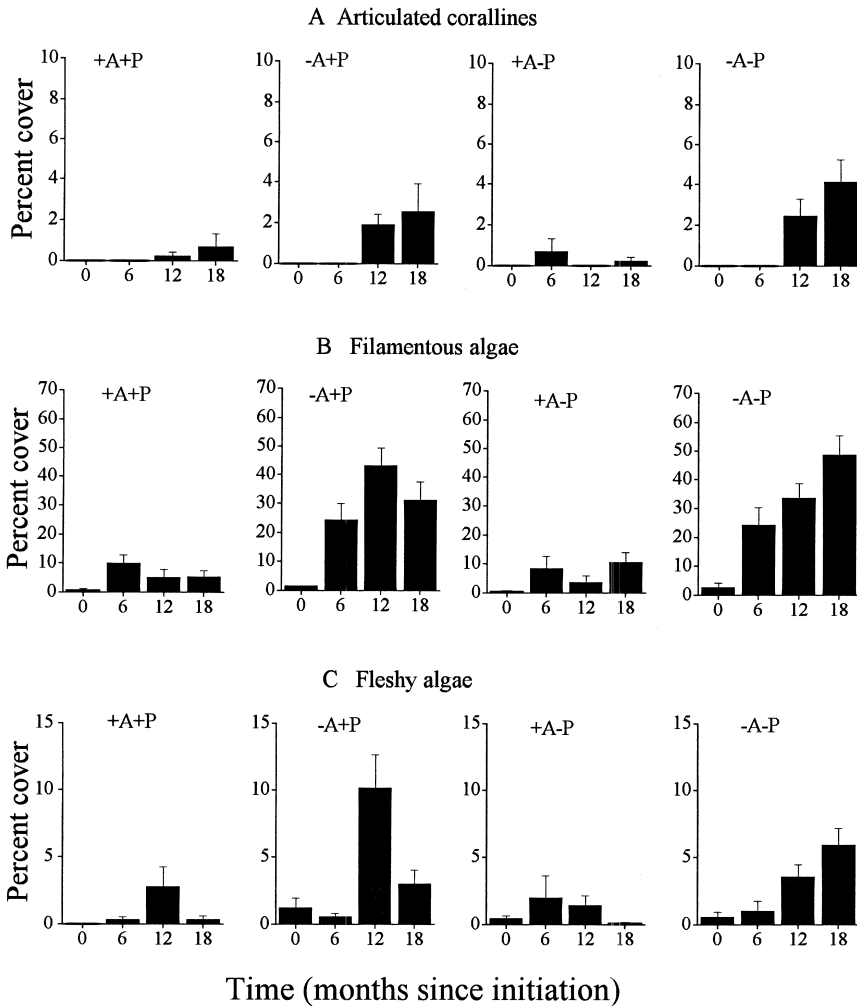 A Articulated corallines
+A+P -A+P +A-P -A-P
Percent cover
10 8 6 4 2 0
0 6 12 18
10 8 6 4 2 0
0 6 12 18
10 8 6 4 2 0
0 6 12 18
10 8 6 4 2 0
0 6 12 18
B Filamentous algae
+A+P -A+P +A-P -A-P
Percent cover
70 60 50 40 30 20 10 0
0 6 12 18
70 60 50 40 30 20 10 0
0 6 12 18
70 60 50 40 30 20 10 0
0 6 12 18
70 60 50 40 30 20 10 0
0 6 12 18
C Fleshy algae
+A+P -A+P +A-P -A-P
Percent cover
15 10 5 0
0 6 12 18
15 10 5 0
0 6 12 18
15 10 5 0
0 6 12 18
15 10 5 0
0 6 12 18
Time (months since initiation)